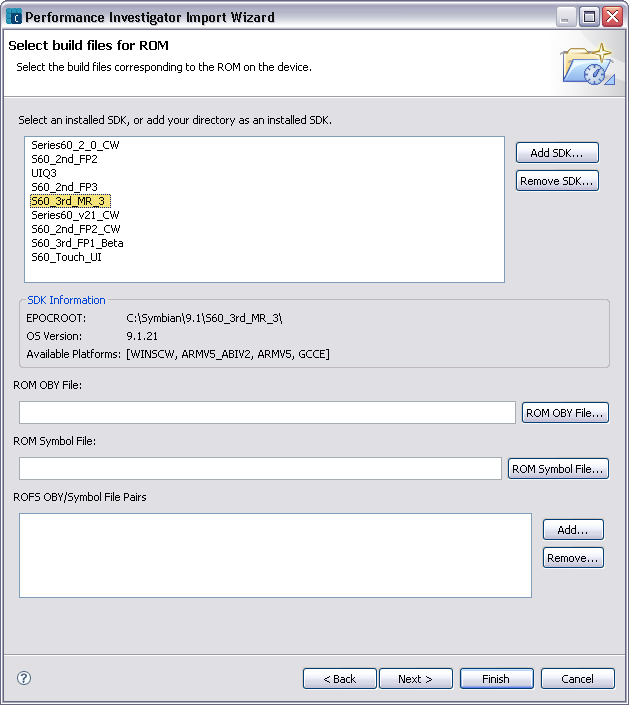 Performance Investigator Import Wizard
Select build files for ROM
Select the build files corresponding to the ROM on the device.
Select an installed SDK, or add your directory as an installed SDK.
Series60_2_0_CW
S60_2nd_FP2
UIQ3
S60_2nd_FP3
S60_3rd_MR_3
Series60_v21_CW
S60_2nd_FP2_CW
S60_3rd_FP1_Beta
S60_Touch_UI
Add SDK...
Remove SDK...
SDK Information
EPOCROOT: C:\Symbian\9.1\S60_3rd_MR_3\
OS Version: 9.1.21
Available Platforms: [WINSCW, ARMV5_ABIV2, ARMV5, GCCE]
ROM OBY File:
ROM OBY File...
ROM Symbol File:
ROM Symbol File...
ROFS OBY/Symbol File Pairs
Add...
Remove...
?
< Back Next > Finish Cancel